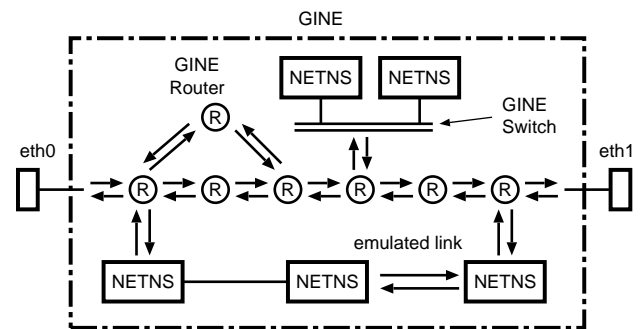 GINE
NETNS NETNS
GINE
Router
R
GINE
Switch
eth0
eth1
R R R R R R
emulated link
NETNS NETNS NETNS